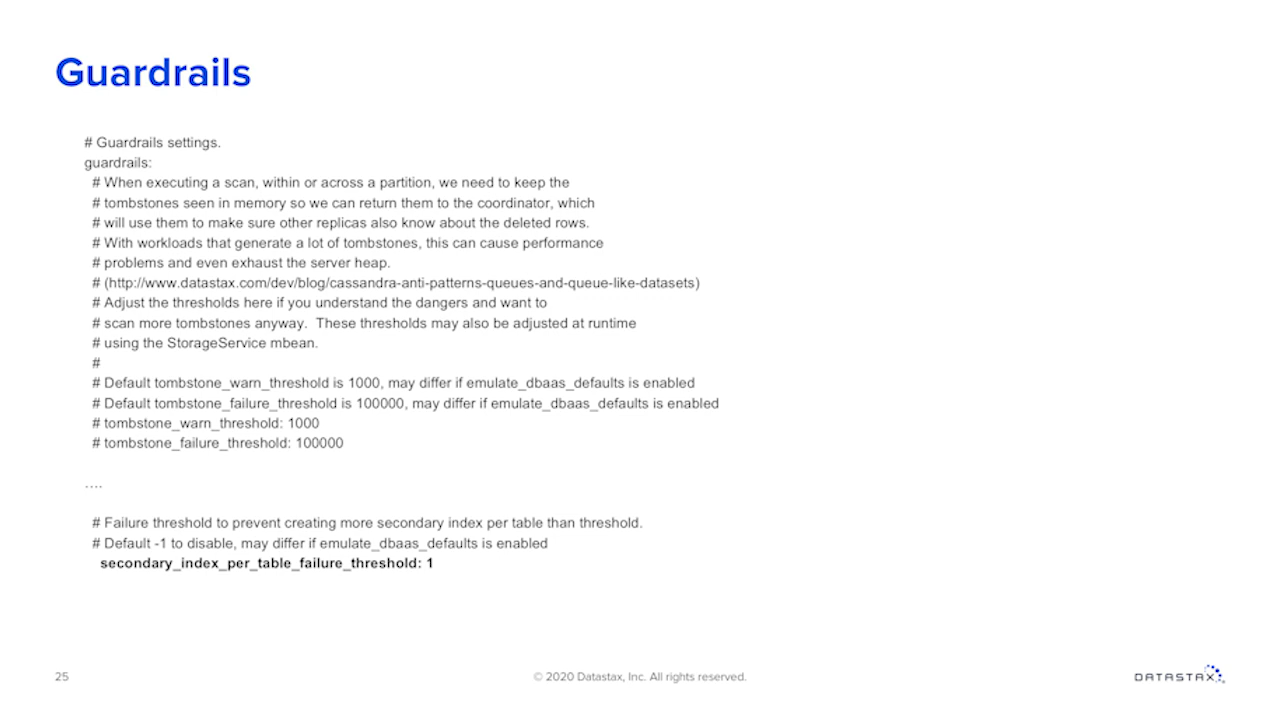 Guardrails
# Guardrails settings.
guardrails:
# When executing a scan, within or across a partition, we need to keep the
# tombstones seen in memory so we can return them to the coordinator, which
# will use them to make sure other replicas also know about the deleted rows.
# With workloads that generate a lot of tombstones, this can cause performance
# problems and even exhaust the server heap.
# (http://www.datastax.com/dev/blog/cassandra-anti-patterns-queues-and-queue-like-datasets)
# Adjust the thresholds here if you understand the dangers and want to
# scan more tombstones anyway.  These thresholds may also be adjusted at runtime
# using the StorageService mbean.
#
# Default tombstone_warn_threshold is 1000, may differ if emulate_dbaas_defaults is enabled
# Default tombstone_failure_threshold is 100000, may differ if emulate_dbaas_defaults is enabled
# tombstone_warn_threshold: 1000
# tombstone_failure_threshold: 100000
....
# Failure threshold to prevent creating more secondary index per table than threshold.
# Default -1 to disable, may differ if emulate_dbaas_defaults is enabled
secondary_index_per_table_failure_threshold: 1
25
© 2020 Datastax, Inc. All rights reserved.
DATASTAX